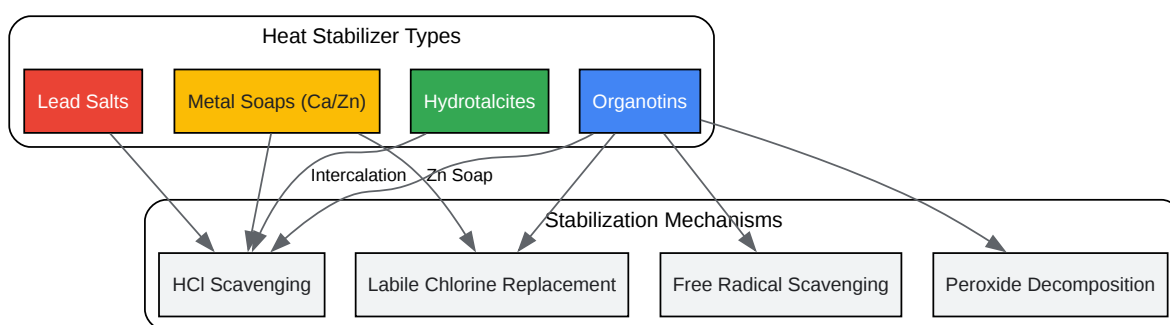 Heat Stabilizer Types
Lead Salts
Metal Soaps (Ca/Zn)
Hydrotalcites
Organotins
Intercalation
Zn Soap
Stabilization Mechanisms
HCl Scavenging
Labile Chlorine Replacement
Free Radical Scavenging
Peroxide Decomposition